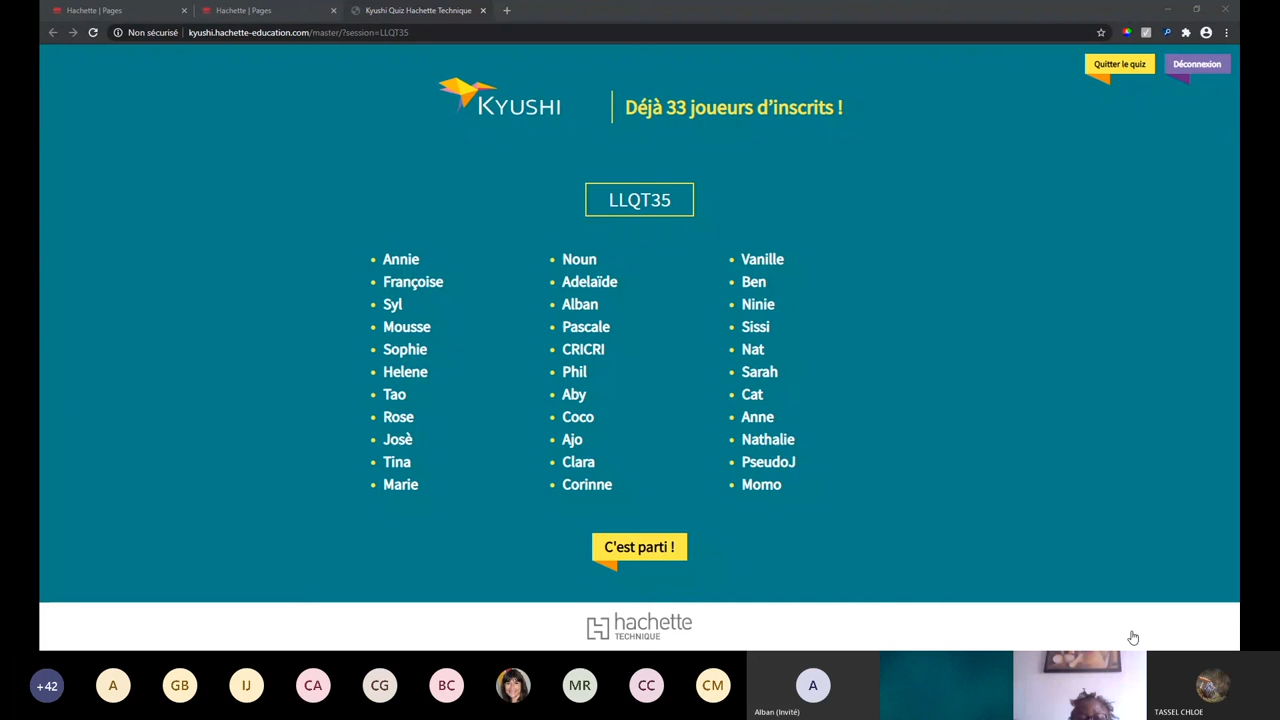 Hachette | Pages
Hachette | Pages
Kyushi Quiz Hachette Technique
Non sécurisé
kyushi.hachette-education.com/master/?session=LLQT35
Quitter le quiz
Déconnexion
KYUSHI
Déjà 33 joueurs d’inscrits !
LLQT35
Annie
Françoise
Syl
Mousse
Sophie
Helene
Tao
Rose
Josè
Tina
Marie
Noun
Adelaïde
Alban
Pascale
CRICRI
Phil
Aby
Coco
Ajo
Clara
Corinne
Vanille
Ben
Ninie
Sissi
Nat
Sarah
Cat
Anne
Nathalie
PseudoJ
Momo
C'est parti !
hachette
TECHNIQUE
+42
A
GB
IJ
CA
CG
BC
MR
CC
CM
A
Alban (Invité)
TASSEL CHLOE